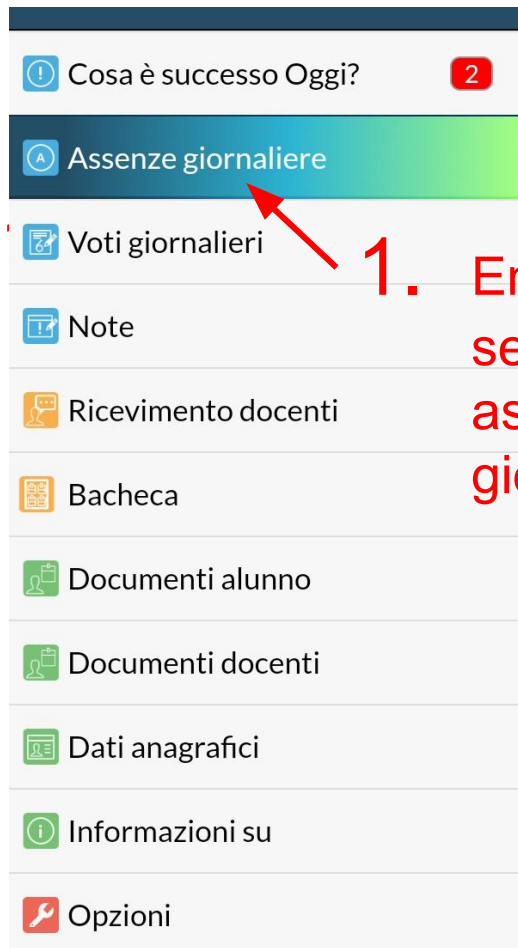 Cosa è successo Oggi? 2
A Assenze giornaliere
Voti giornalieri
1.
Note
Ricevimento docenti
Bacheca
Documenti alunno
Documenti docenti
Dati anagrafici
Informazioni su
Opzioni